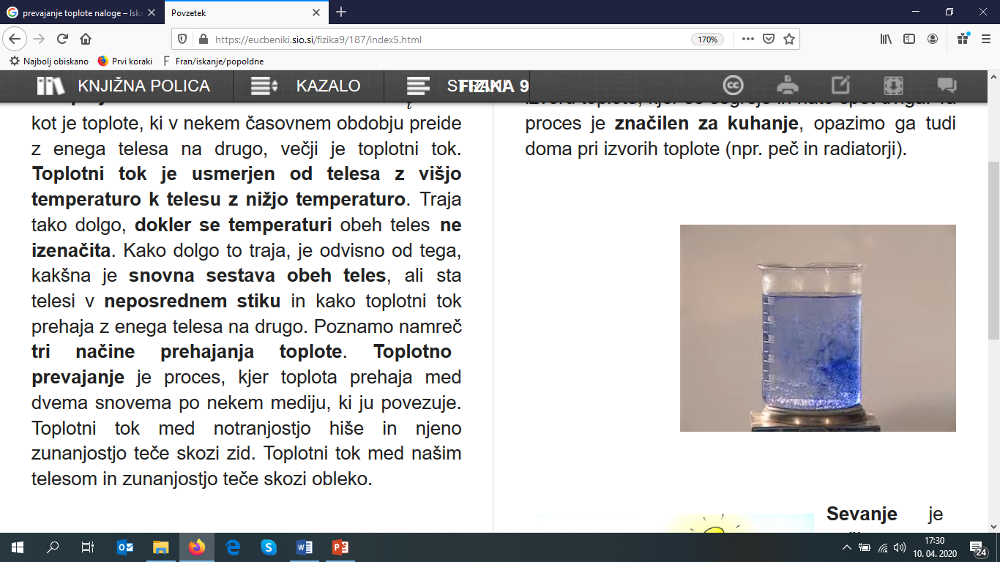 prevajanje toplote naloge – Iska
Povzetek
https://eucbeniki.sio.si/fizika9/187/index5.html
170%
Najbolj obiskano
Prvi koraki
Fran/iskanje/popoldne
KNJIŽNA POLICA
KAZALO
FIZIKA 9
kot je toplote, ki v nekem časovnem obdobju preide
z enega telesa na drugo, večji je toplotni tok.
Toplotni tok je usmerjen od telesa z višjo
temperaturo k telesu z nižjo temperaturo. Traja
tako dolgo, dokler se temperaturi obeh teles ne
izenačita. Kako dolgo to traja, je odvisno od tega,
kakšna je snovna sestava obeh teles, ali sta
telesi v neposrednem stiku in kako toplotni tok
prehaja z enega telesa na drugo. Poznamo namreč
tri načine prehajanja toplote. Toplotno
prevajanje je proces, kjer toplota prehaja med
dvema snovema po nekem mediju, ki ju povezuje.
Toplotni tok med notranjostjo hiše in njeno
zunanjostjo teče skozi zid. Toplotni tok med našim
telesom in zunanjostjo teče skozi obleko.
proces je značilen za kuhanje, opazimo ga tudi
doma pri izvorih toplote (npr. peč in radiatorji).
Sevanje je
17:30
10. 04. 2020
24